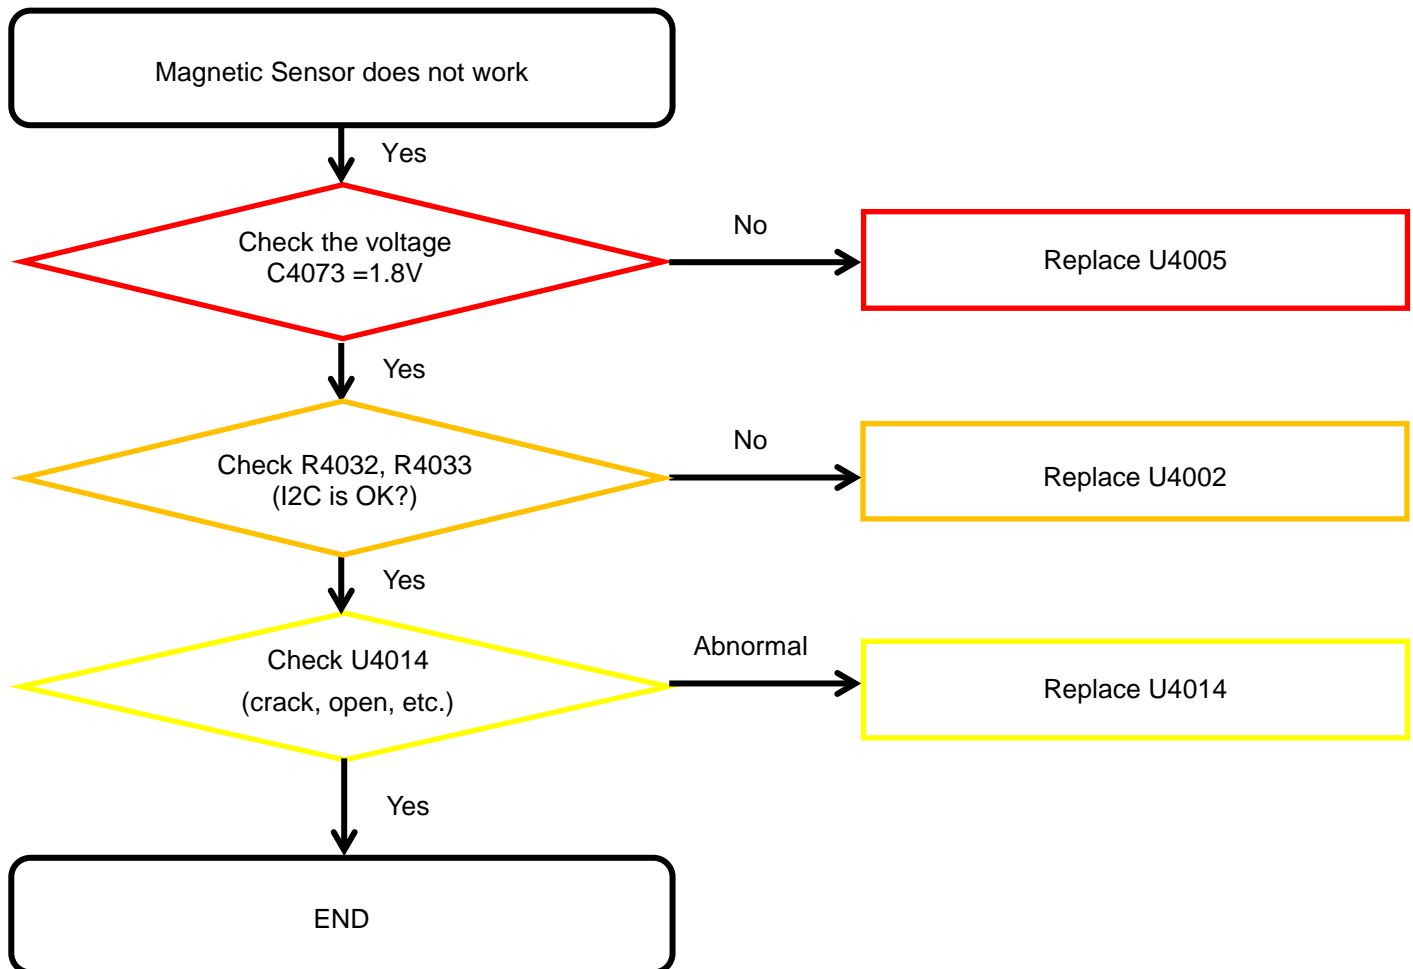 Magnetic Sensor does not work
Yes
Check the voltage
C4073 =1.8V
No
Replace U4005
Yes
Check R4032, R4033
(I2C is OK?)
No
Replace U4002
Yes
Check U4014
(crack, open, etc.)
Abnormal
Replace U4014
Yes
END